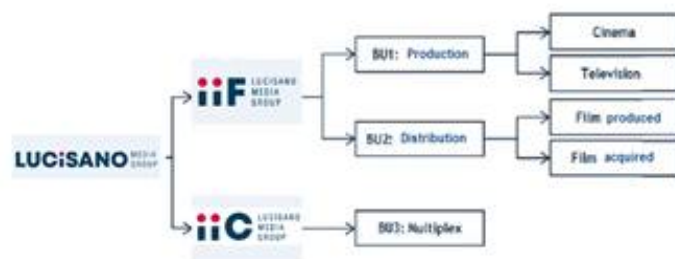 LUCiSANO MEDIA GROUP
iiF LUCISANO MEDIA GROUP
iiC LUCISANO MEDIA GROUP
BU1: Production
BU2: Distribution
BU3: Multiplex
Cinema
Television
Film produced
Film acquired